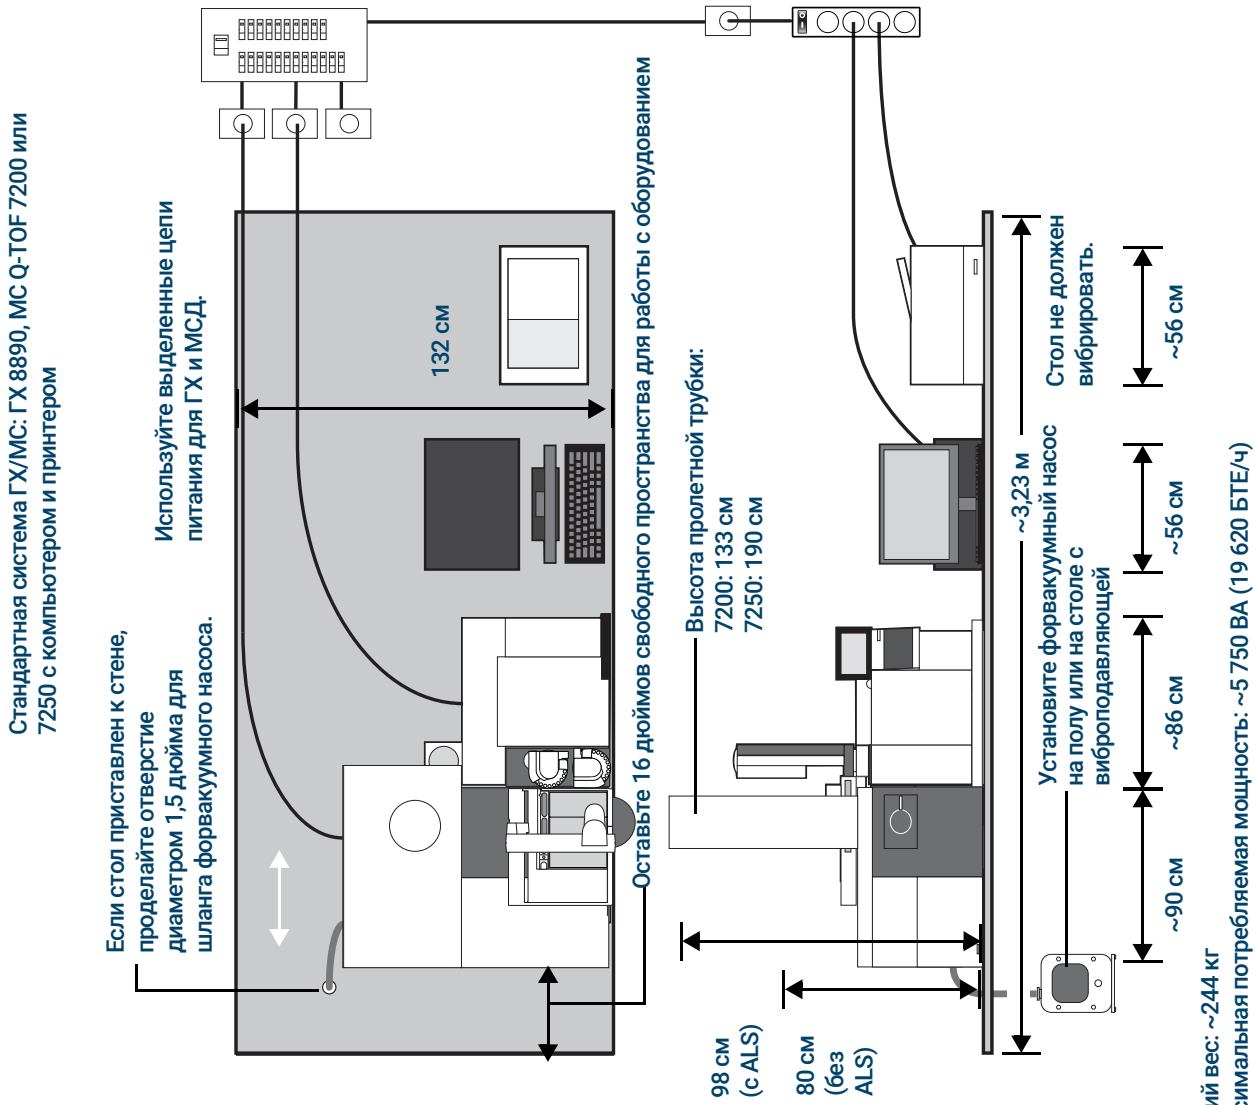 Стандартная система ГХ/МС: ГХ 8890, МС Q-TOF 7200 или
7250 с компьютером и принтером
Если стол приставлен к стене,
проделайте отверстие
диаметром 1,5 дюйма для
шланга форвакуумного насоса.
Используйте выделенные цепи
питания для ГХ и МСД.
132 см
Оставьте 16 дюймов свободного пространства для работы с оборудованием
Высота пролетной трубки:
7200: 133 см
7250: 190 см
98 см
(с ALS)
80 см
(без
ALS)
~3,23 м
Установите форвакуумный насос
на полу или на столе с
виброподавляющей
Стол не должен
вибрировать.
~90 см
~86 см
~56 см
~56 см
ий вес: ~244 кг
симальная потребляемая мощность: ~5 750 ВА (19 620 БТЕ/ч)